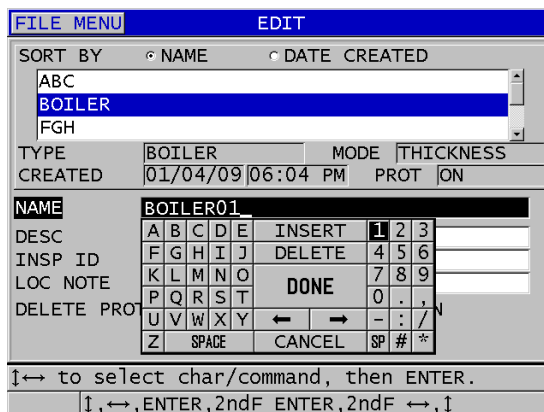 FILE MENU EDIT
SORT BY NAME DATE CREATED
ABC
BOILER
FGH
TYPE BOILER MODE THICKNESS
CREATED 01/04/09 06:04 PM PROT ON
NAME BOILER01_
DESC
INSP ID
LOC NOTE
DELETE PROT N
A B C D E INSERT 1 2 3
F G H I J DELETE 4 5 6
K L M N O DONE 7 8 9
P Q R S T 0 . ,
U V W X Y ← → - : /
Z SPACE CANCEL SP # *
↕↔ to select char/command, then ENTER.
↕,↔,ENTER,2ndF ENTER,2ndF ↔,↕